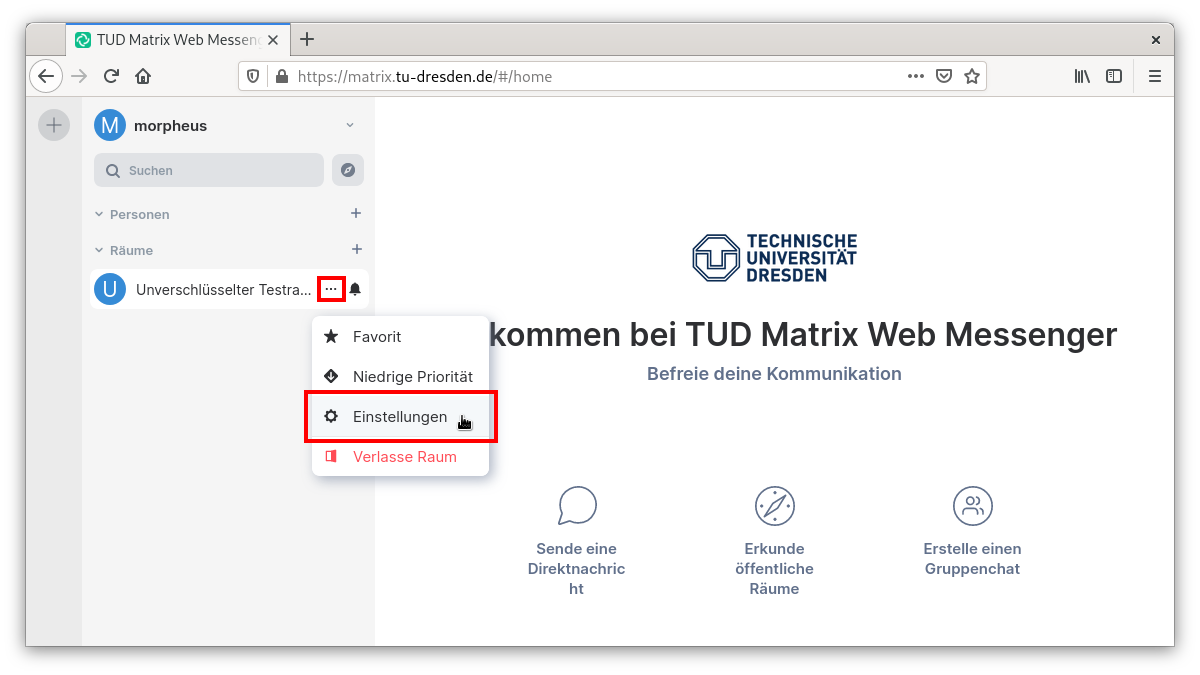 TUD Matrix Web Messeng
https://matrix.tu-dresden.de/#/home
M morpheus
Suchen
Personen
Räume
U Unverschlüsselter Testra...
Favorit
Niedrige Priorität
Einstellungen
Verlasse Raum
TECHNISCHE
UNIVERSITÄT
DRESDEN
kommen bei TUD Matrix Web Messenger
Befreie deine Kommunikation
Sende eine
Direktnachric
ht
Erkunde
öffentliche
Räume
Erstelle einen
Gruppenchat